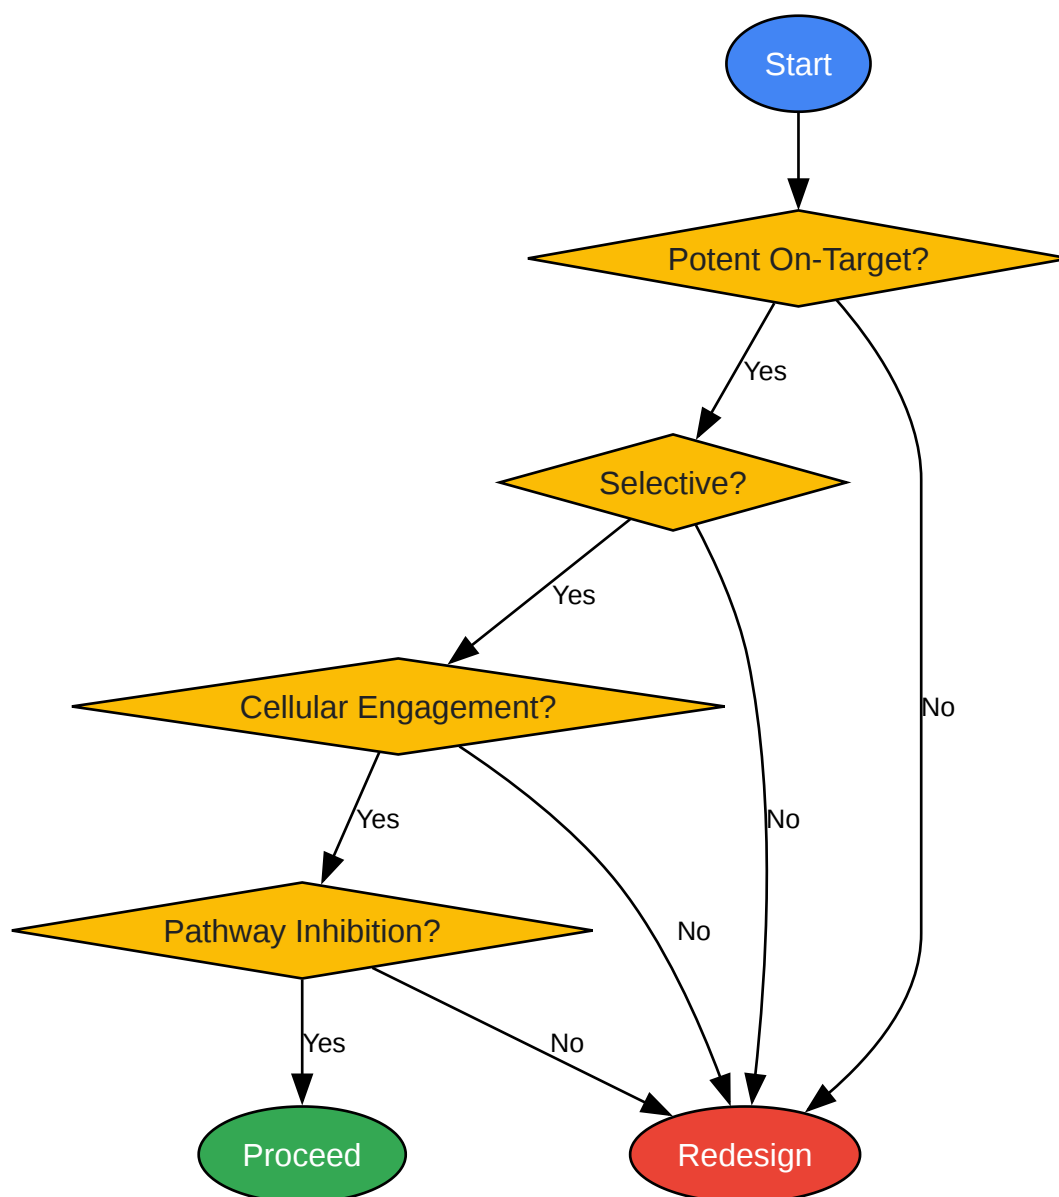 Start
Potent On-Target?
Yes
Selective?
Yes
Cellular Engagement?
No
Yes
No
Pathway Inhibition?
No
Yes
No
Proceed
Redesign